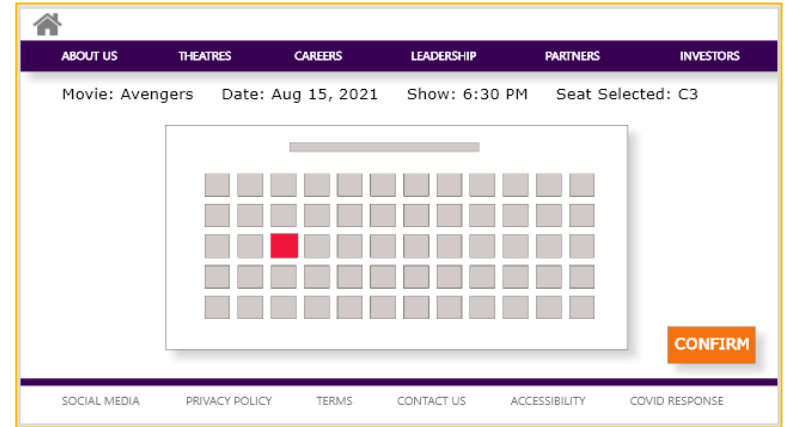 ABOUT US THEATRES CAREERS LEADERSHIP PARTNERS INVESTORS
Movie: Avengers Date: Aug 15, 2021 Show: 6:30 PM Seat Selected: C3
CONFIRM
SOCIAL MEDIA PRIVACY POLICY TERMS CONTACT US ACCESSIBILITY COVID RESPONSE